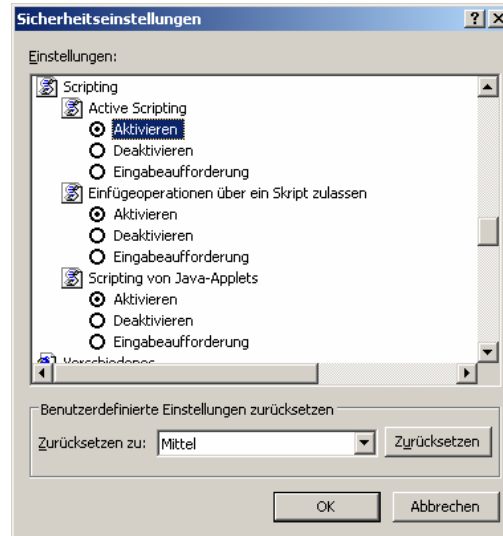 Sicherheitseinstellungen
Einstellungen:
Scripting
Active Scripting
Aktivieren
Deaktivieren
Eingabeaufforderung
Einfügeoperationen über ein Skript zulassen
Aktivieren
Deaktivieren
Eingabeaufforderung
Scripting von Java-Applets
Aktivieren
Deaktivieren
Eingabeaufforderung
Verschiedenes
Benutzerdefinierte Einstellungen zurücksetzen
Zurücksetzen zu: Mittel Zurücksetzen
OK Abbrechen